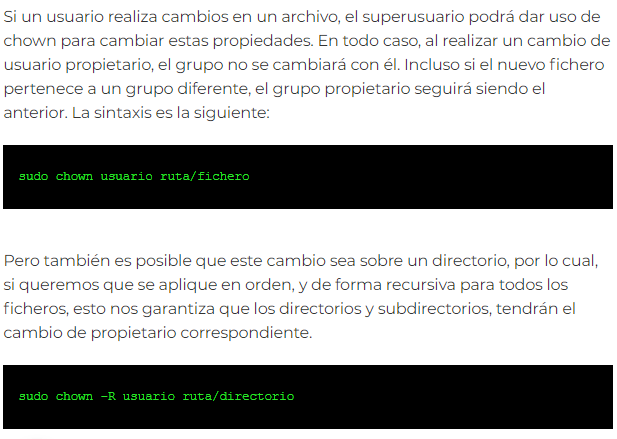 Si un usuario realiza cambios en un archivo, el superusuario podrá dar uso de
chown para cambiar estas propiedades. En todo caso, al realizar un cambio de
usuario propietario, el grupo no se cambiará con él. Incluso si el nuevo fichero
pertenece a un grupo diferente, el grupo propietario seguirá siendo el
anterior. La sintaxis es la siguiente:
sudo chown usuario ruta/fichero
Pero también es posible que este cambio sea sobre un directorio, por lo cual,
si queremos que se aplique en orden, y de forma recursiva para todos los
ficheros, esto nos garantiza que los directorios y subdirectorios, tendrán el
cambio de propietario correspondiente.
sudo chown -R usuario ruta/directorio